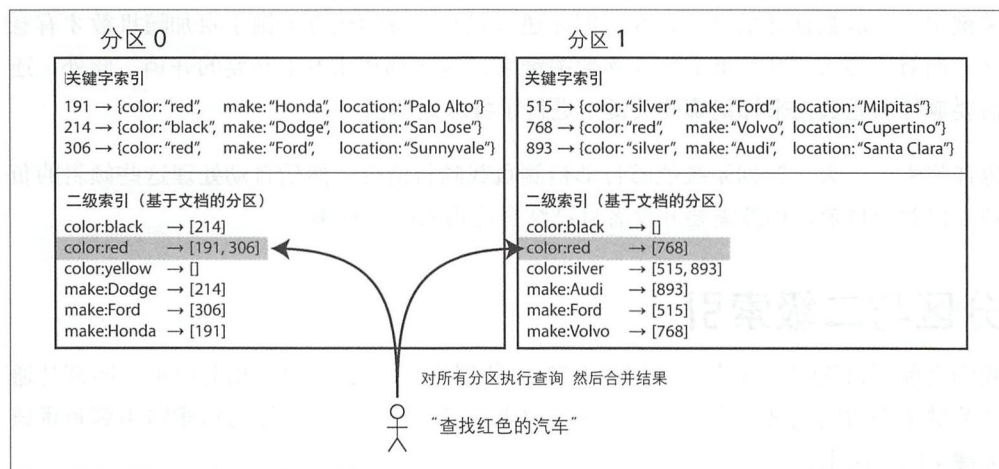 分区 0
关键字索引
191 → {color:“red”, make:“Honda”, location:“Palo Alto”}
214 → {color:“black”, make:“Dodge”, location:“San Jose”}
306 → {color:“red”, make:“Ford”, location:“Sunnyvale”}
二级索引（基于文档的分区）
color:black → [214]
color:red → [191, 306]
color:yellow → []
make:Dodge → [214]
make:Ford → [306]
make:Honda → [191]
分区 1
关键字索引
515 → {color:“silver”, make:“Ford”, location:“Milpitas”}
768 → {color:“red”, make:“Volvo”, location:“Cupertino”}
893 → {color:“silver”, make:“Audi”, location:“Santa Clara”}
二级索引（基于文档的分区）
color:black → []
color:red → [768]
color:silver → [515, 893]
make:Audi → [893]
make:Ford → [515]
make:Volvo → [768]
对所有分区执行查询 然后合并结果
“查找红色的汽车”
分区与二级索引